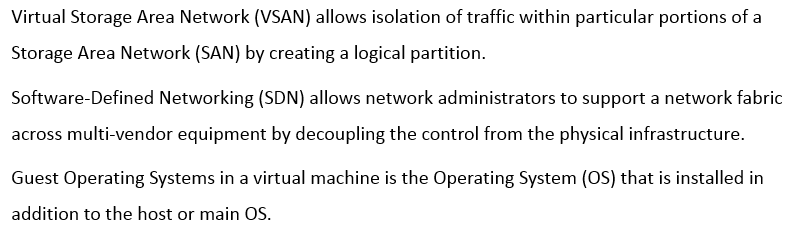 Virtual Storage Area Network (VSAN) allows isolation of traffic within particular portions of a
Storage Area Network (SAN) by creating a logical partition.
Software-Defined Networking (SDN) allows network administrators to support a network fabric
across multi-vendor equipment by decoupling the control from the physical infrastructure.
Guest Operating Systems in a virtual machine is the Operating System (OS) that is installed in
addition to the host or main OS.